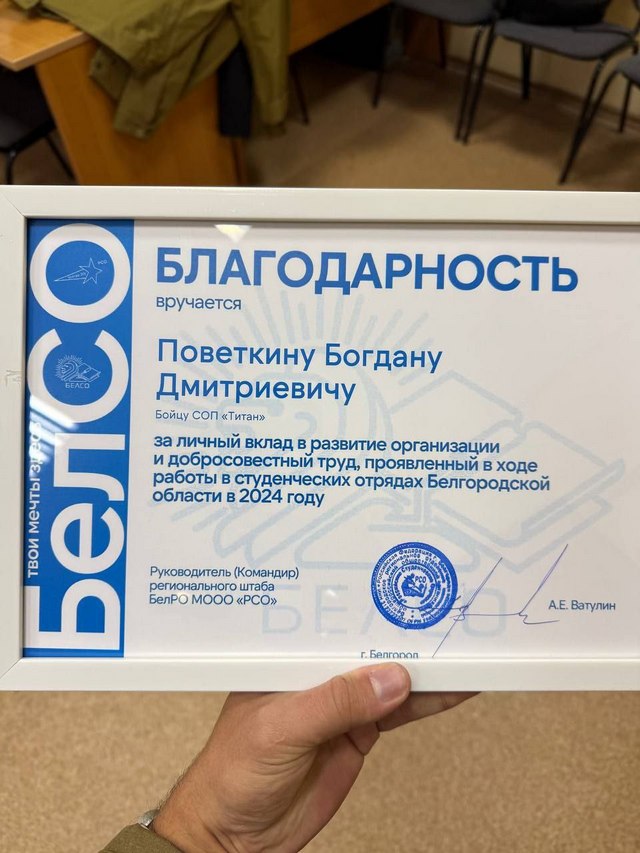 БелСО
твои мечты здесь
РСО
БЕЛСО
БЛАГОДАРНОСТЬ
вручается
Поветкину Богдану
Дмитриевичу
Бойцу СОП «Титан»
за личный вклад в развитие организации
и добросовестный труд, проявленный в ходе
работы в студенческих отрядах Белгородской
области в 2024 году
Руководитель (Командир)
регионального штаба
БелРО МООО «РСО»
А.Е. Ватулин
БЕЛСО
г. Белгород